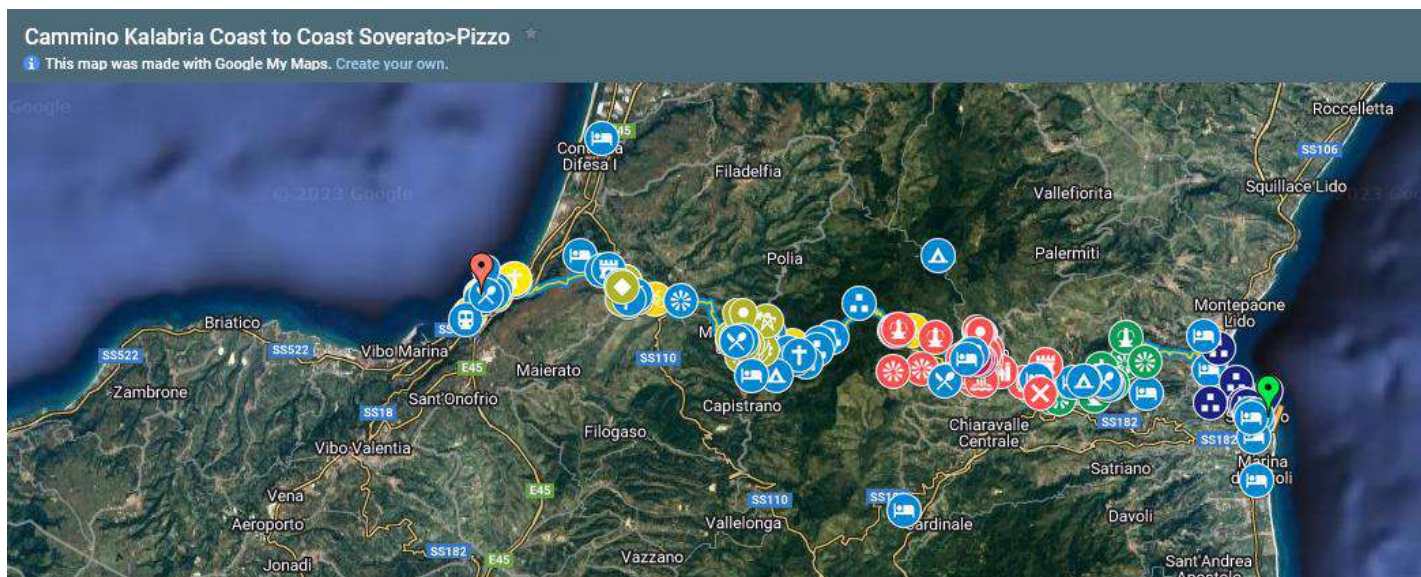 Cammino Kalabria Coast to Coast Soverato>Pizzo
This map was made with Google My Maps. Create your own.
Google
Roccelletta
E45
Difesa I
Filadelfia
SS106
© 2023 Google
Vallefiorita
Squillace Lido
Palermiti
Polia
Montepaone
Lido
Briatico
SS522
SS522
Vibo Marina
SS110
E45
Maierato
Zambrone
Sant'Onofrio
Capistrano
SS18
Filogaso
Chiaravalle
Centrale
SS182
SS182
Vibo Valentia
Satriano
Marina
Vena
E45
SS110
Aeroporto
Vallelonga
Davoli
Jonadi
SS182
E45
Vazzano
Sant'Andrea